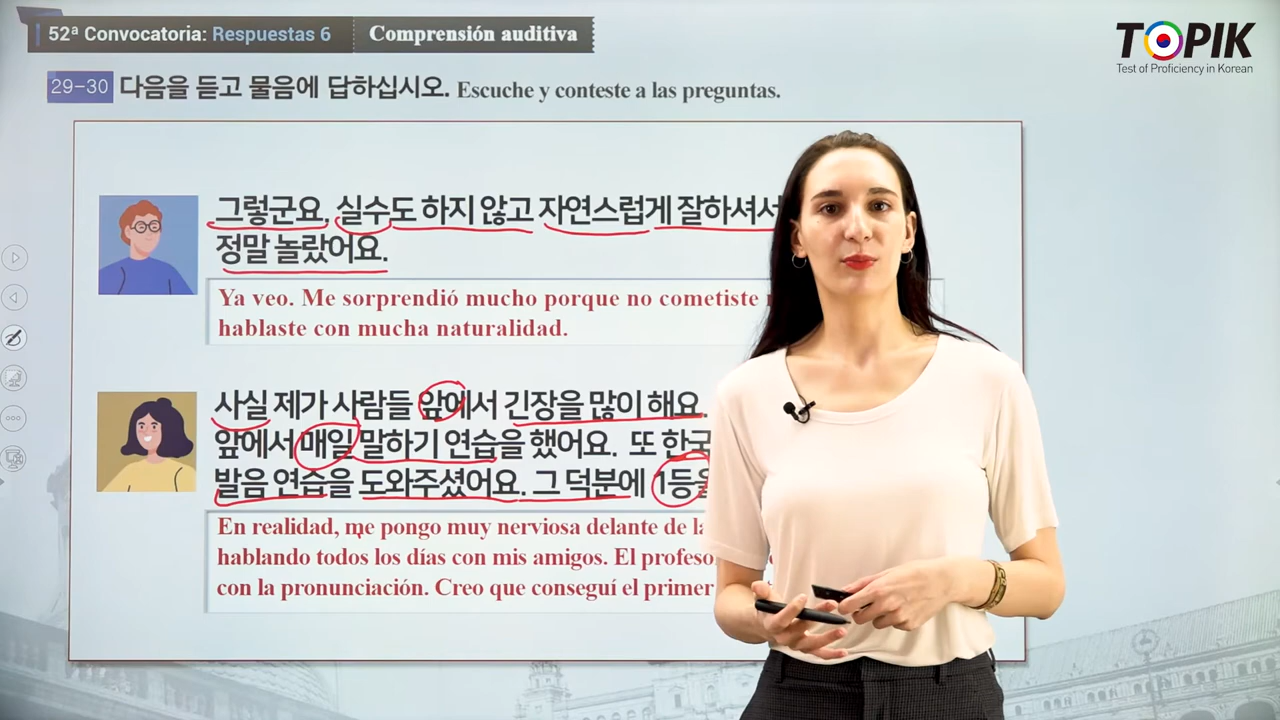 52ª Convocatoria: Respuestas 6 Comprensión auditiva
TOPIK
Test of Proficiency in Korean
29-30 다음을 듣고 물음에 답하십시오. Escuche y conteste a las preguntas.
그렇군요. 실수도 하지 않고 자연스럽게 잘하셔서
정말 놀랐어요.
Ya veo. Me sorprendió mucho porque no cometiste
hablaste con mucha naturalidad.
사실 제가 사람들 앞에서 긴장을 많이 해요.
앞에서 매일 말하기 연습을 했어요. 또
발음 연습을 도와주셨어요. 그 덕분에 1등을
En realidad, me pongo muy nerviosa delante de
hablando todos los días con mis amigos. El
con la pronunciación. Creo que conseguí el primer